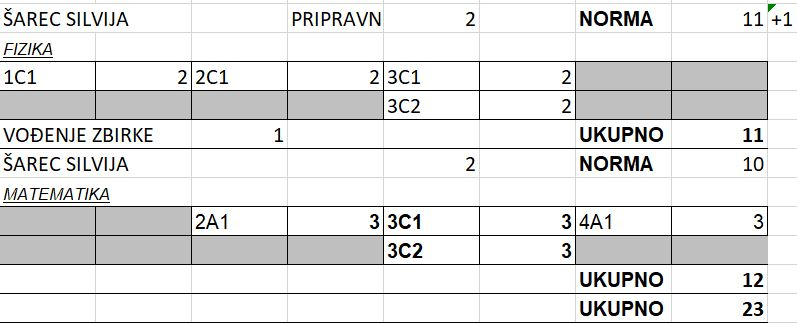 ŠAREC SILVIJA PRIPRAVN 2 NORMA 11 +1
FIZIKA
1C1 2 2C1 2 3C1 2
3C2 2
VOĐENJE ZBIRKE 1 UKUPNO 11
ŠAREC SILVIJA 2 NORMA 10
MATEMATIKA
2A1 3 3C1 3 4A1 3
3C2 3
UKUPNO 12
UKUPNO 23